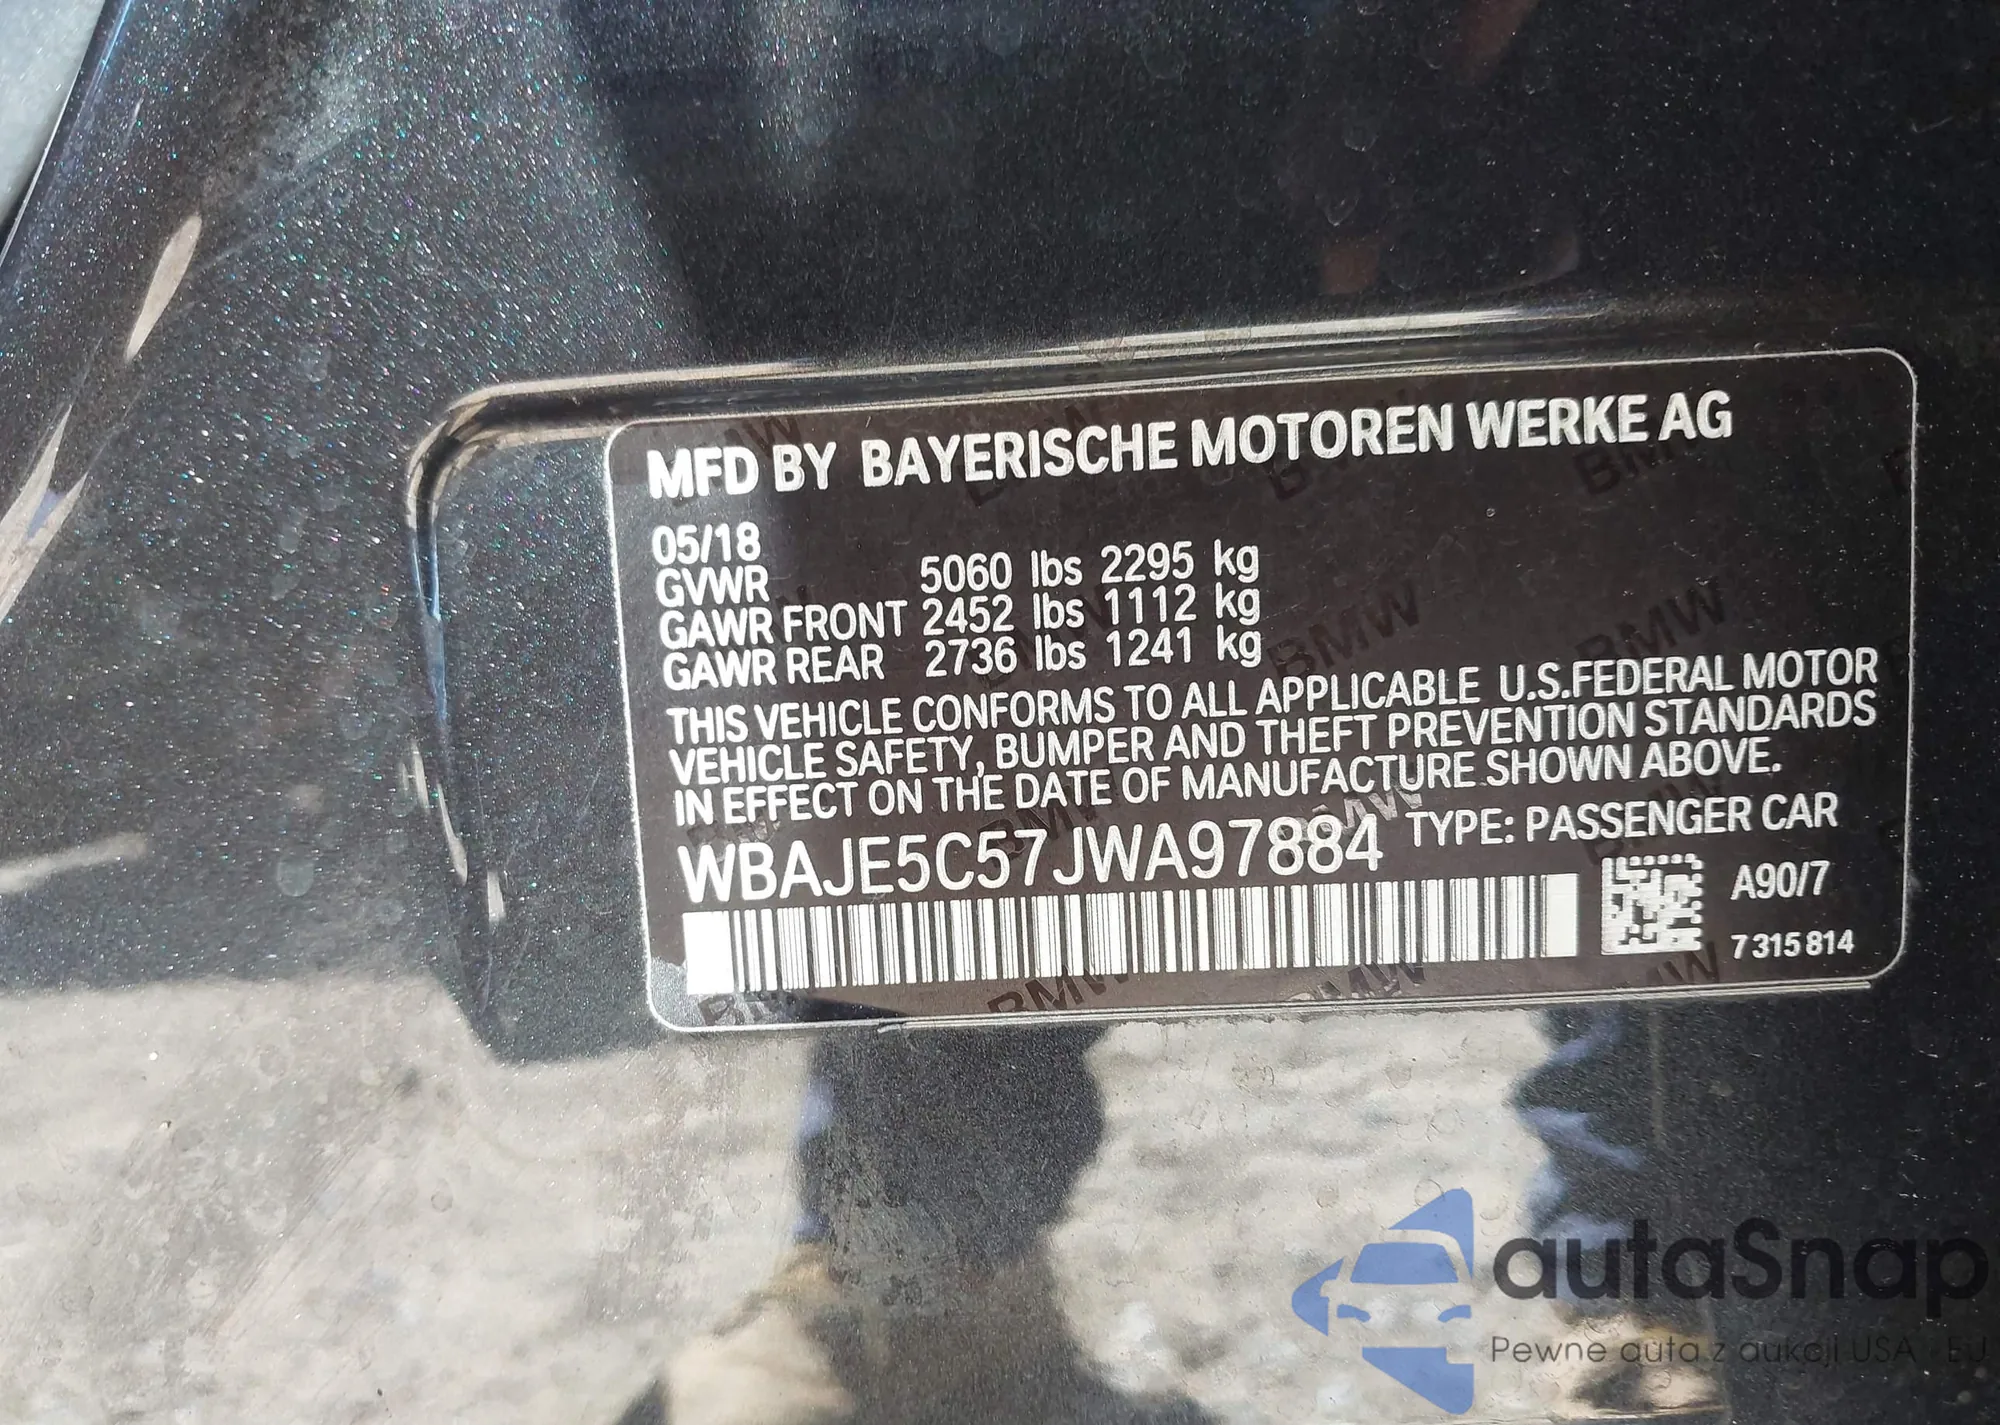 MFD BY BAYERISCHE MOTOREN WERKE AG
05/18
GVWR 5060 lbs 2295 kg
GAWR FRONT 2452 lbs 1112 kg
GAWR REAR 2736 lbs 1241 kg
THIS VEHICLE CONFORMS TO ALL APPLICABLE U.S.FEDERAL MOTOR
VEHICLE SAFETY, BUMPER AND THEFT PREVENTION STANDARDS
IN EFFECT ON THE DATE OF MANUFACTURE SHOWN ABOVE.
WBAJE5C57JWA97884 TYPE: PASSENGER CAR
A90/7
7 315 814
autaSnap
Pewne auta z aukcji USA - EU